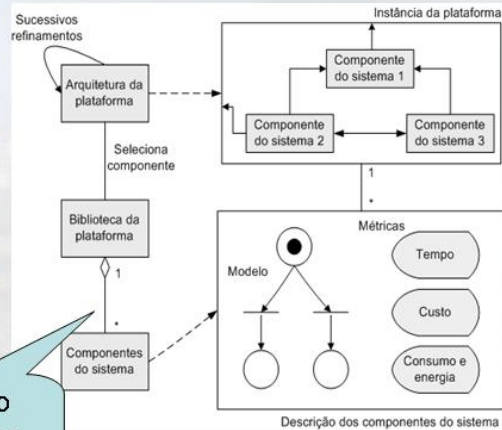 Sucessivos
refinamentos
Arquitetura da
plataforma
Seleciona
componente
Biblioteca da
plataforma
1
*
Componentes
do sistema
o
Instância da plataforma
Componente
do sistema 1
Componente
do sistema 2
Componente
do sistema 3
1
*
Métricas
Modelo
Tempo
Custo
Consumo e
energia
Descrição dos componentes do sistema